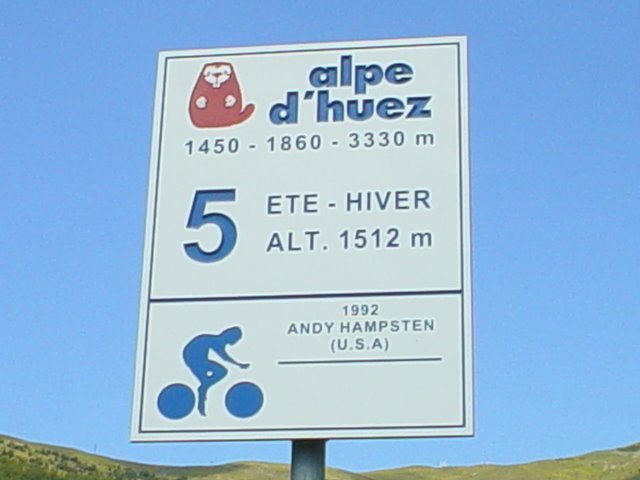 alpe
d'huez
1450 - 1860 - 3330 m
5 ETE - HIVER
ALT. 1512 m
1992
ANDY HAMPSTEN
(U.S.A)